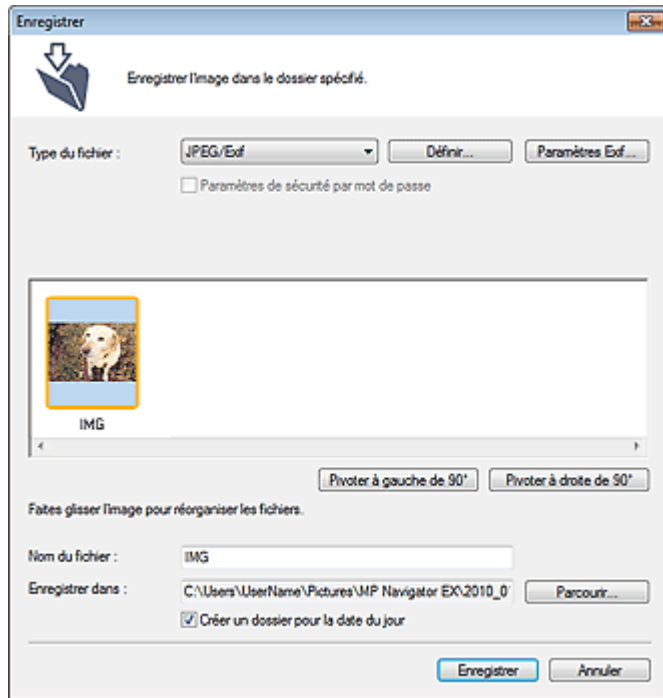 Enregistrer
Enregistrer l'image dans le dossier spécifié.
Type du fichier :
JPEG/Exif
Définir...
Paramètres Exif...
Paramètres de sécurité par mot de passe
IMG
Pivoter à gauche de 90°
Pivoter à droite de 90°
Faites glisser l'image pour réorganiser les fichiers.
Nom du fichier :
IMG
Enregistrer dans :
C:\Users\UserName\Pictures\MP Navigator EX\2010_0
Parcourir...
Créer un dossier pour la date du jour
Enregistrer
Annuler